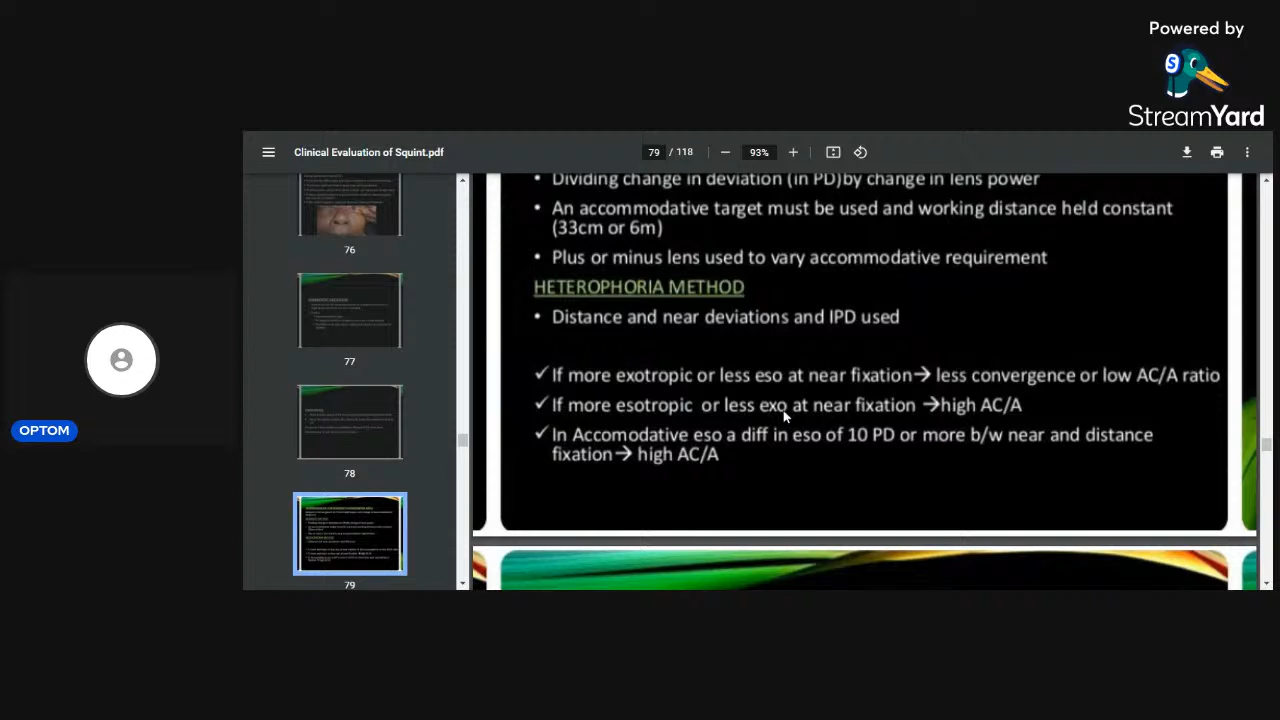 Powered by
StreamYard
Clinical Evaluation of Squint.pdf
79 / 118
93%
76
77
78
79
OPTOM
• Dividing change in deviation (in PD)by change in lens power
• An accommodative target must be used and working distance held constant
(33cm or 6m)
• Plus or minus lens used to vary accommodative requirement
HETEROPHORIA METHOD
• Distance and near deviations and IPD used
✓If more exotropic or less eso at near fixation→ less convergence or low AC/A ratio
✓If more esotropic or less exo at near fixation →high AC/A
✓In Accomodative eso a diff in eso of 10 PD or more b/w near and distance
fixation→ high AC/A